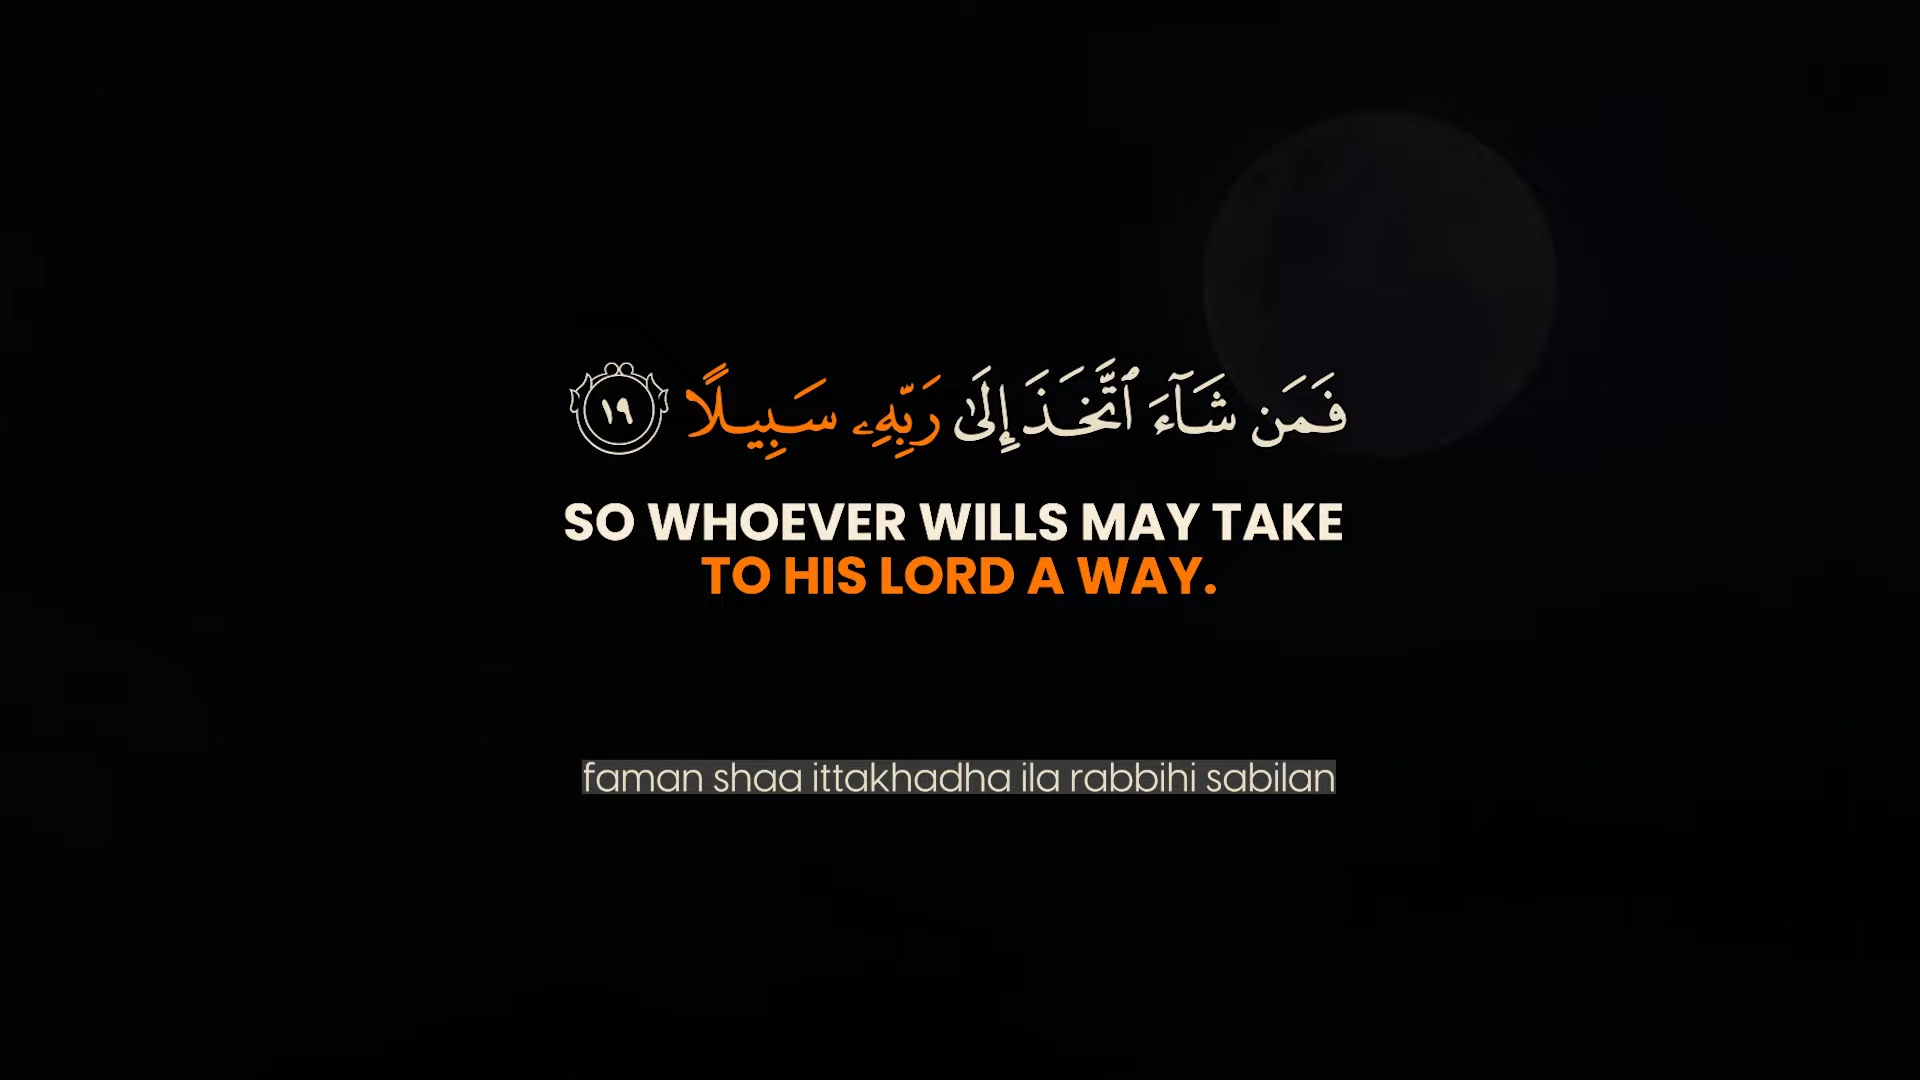 فَمَن شَآءَ ٱتَّخَذَ إِلَىٰ رَبِّهِۦ سَبِيلًا ١٩
SO WHOEVER WILLS MAY TAKE
TO HIS LORD A WAY.
faman shaa ittakhadha ila rabbihi sabilan